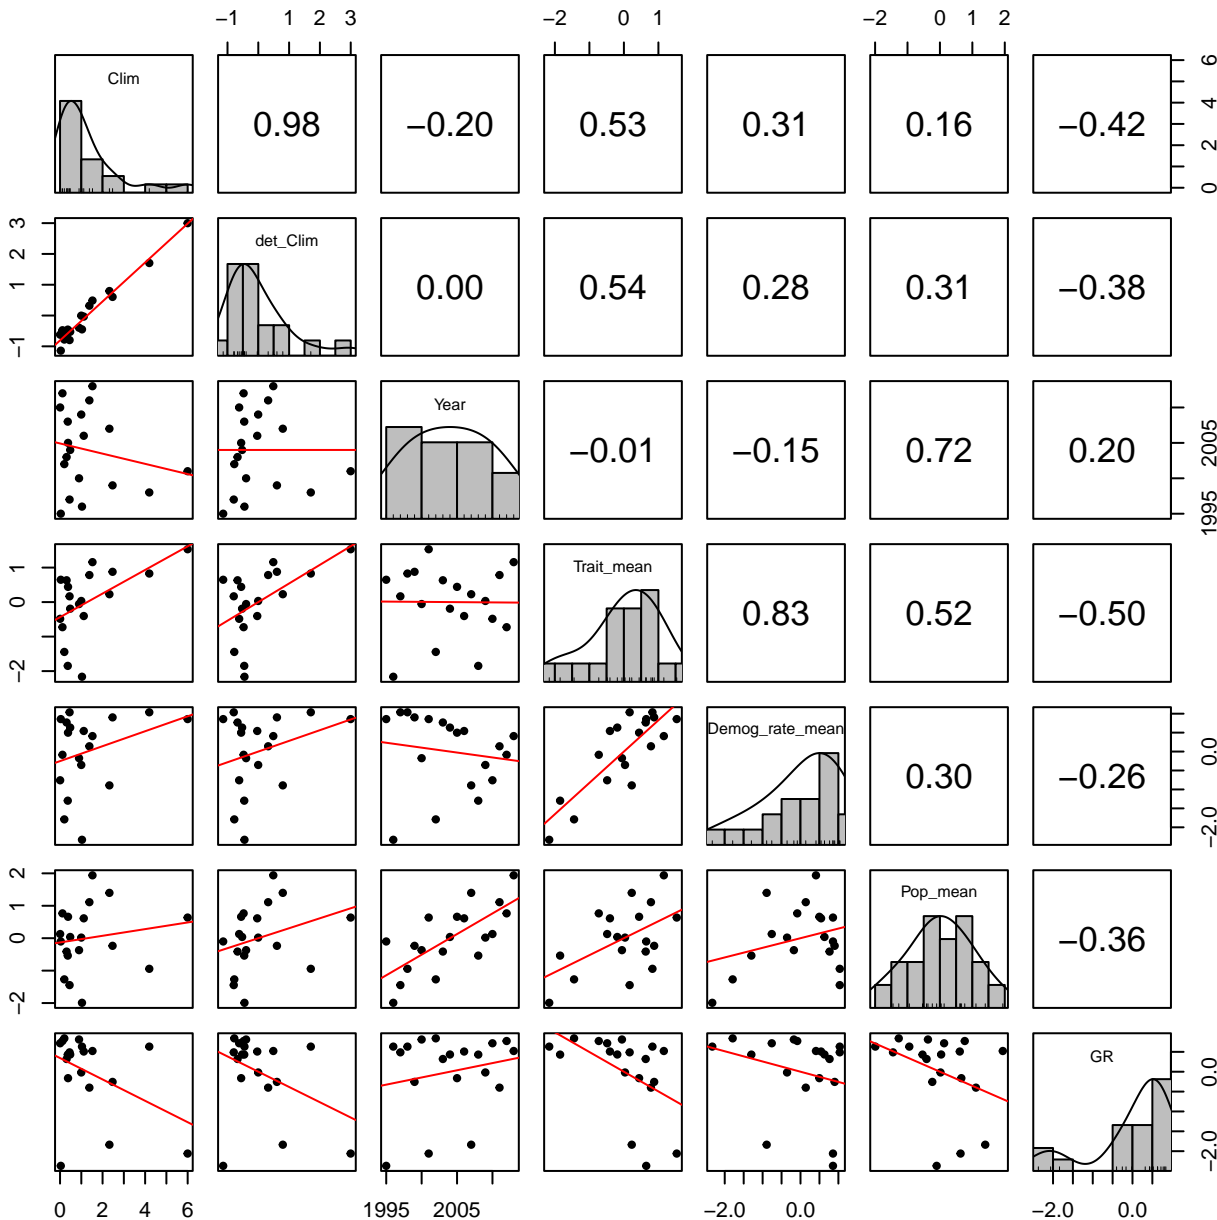 −1 1 2 3 −2 0 1 −2 0 2
Clim
0.98 −0.20 0.53 0.31 0.16 −0.42
0 2 4 6
−1 1 2 3
det_Clim
0.00 0.54 0.28 0.31 −0.38
Year
−0.01 −0.15 0.72 0.20
1995 2005
−2 0 1
Trait_mean
0.83 0.52 −0.50
Demog_rate_mean
0.30 −0.26
−2.0 0.0
−2 0 1 2
Pop_mean
−0.36
GR
−2.0 0.0
0 2 4 6 1995 2005 −2.0 0.0 −2.0 0.0